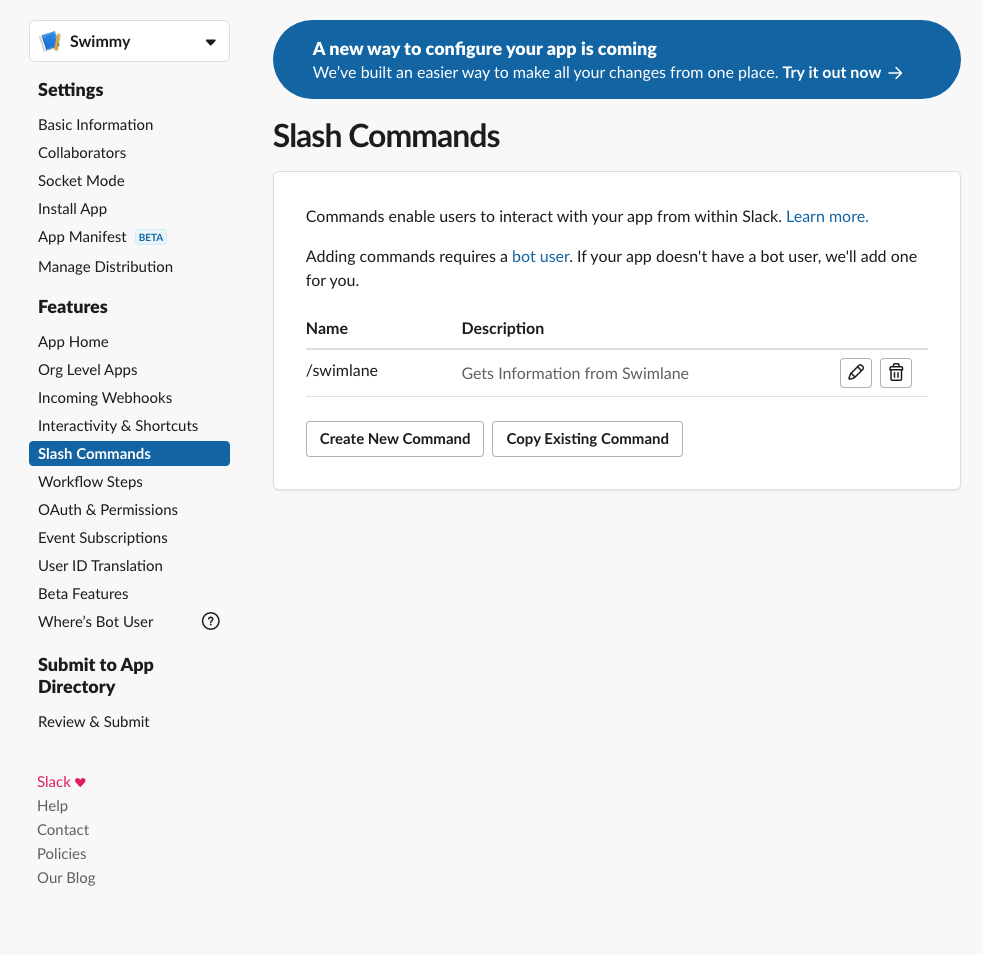 Swimmy
Settings
Basic Information
Collaborators
Socket Mode
Install App
App Manifest BETA
Manage Distribution
Features
App Home
Org Level Apps
Incoming Webhooks
Interactivity & Shortcuts
Slash Commands
Workflow Steps
OAuth & Permissions
Event Subscriptions
User ID Translation
Beta Features
Where's Bot User ?
Submit to App
Directory
Review & Submit
Slack ♥
Help
Contact
Policies
Our Blog
A new way to configure your app is coming
We've built an easier way to make all your changes from one place. Try it out now →
Slash Commands
Commands enable users to interact with your app from within Slack. Learn more.
Adding commands requires a bot user. If your app doesn't have a bot user, we'll add one
for you.
Name Description
/swimlane Gets Information from Swimlane
Create New Command Copy Existing Command